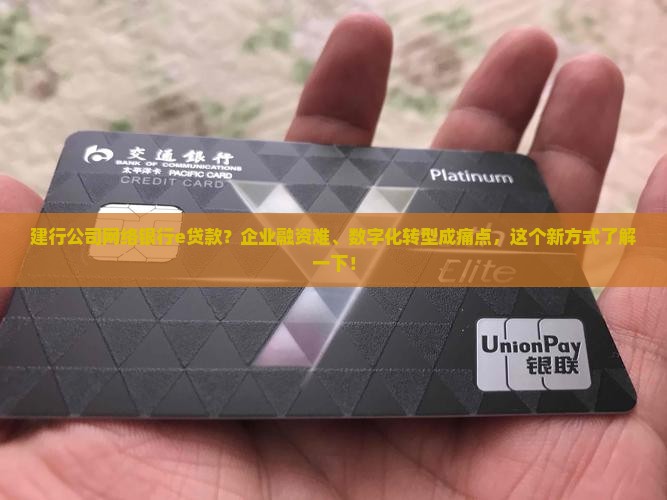 交通銀行
BANK OF COMMUNICATIONS
太平洋卡 PACIFIC CARD
CREDIT CARD
Platinum
建行公司网络银行e贷款？企业融资难、数字化转型成痛点，这个新方式了解
一下！
Elite
UnionPay
银联